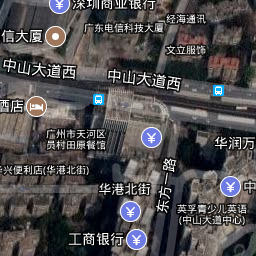 深圳商业银行
经海通讯
信大厦
广东电信科技大厦
文立服饰
中山大道西
中山大道西
酒店
广州市天河区
员村田原餐馆
华润万
华兴便利店(华港北街)
东方一路
华港北街
中
英孚青少儿英语
(中山大道中心)
工商银行